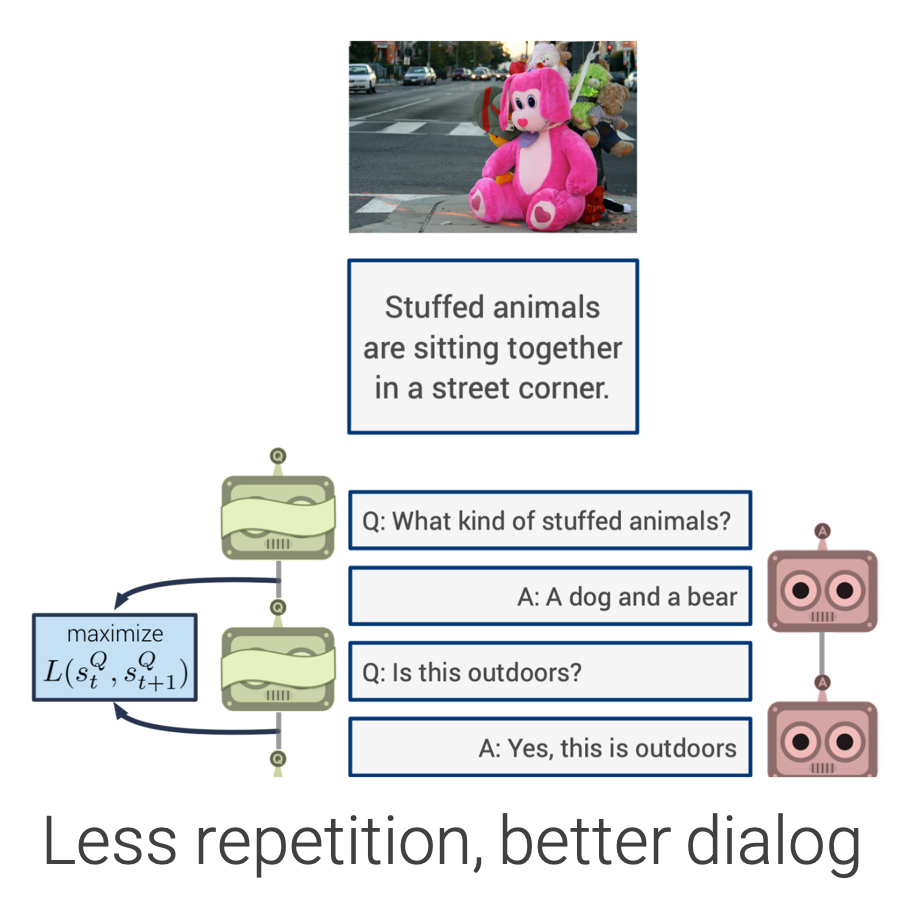 Stuffed animals
are sitting together
in a street corner.
Q
Q: What kind of stuffed animals?
A
A: A dog and a bear
Q
maximize
L(s_t^Q, s_{t+1}^Q)
Q: Is this outdoors?
A
A: Yes, this is outdoors
Q
Less repetition, better dialog